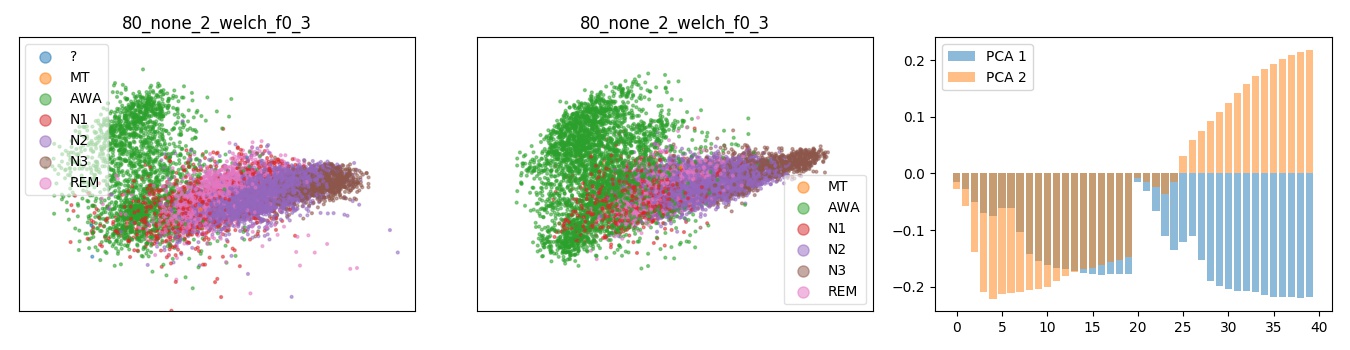 80_none_2_welch_f0_3
?
MT
AWA
N1
N2
N3
REM
80_none_2_welch_f0_3
MT
AWA
N1
N2
N3
REM
PCA 1
PCA 2
0.2
0.1
0.0
−0.1
−0.2
0 5 10 15 20 25 30 35 40